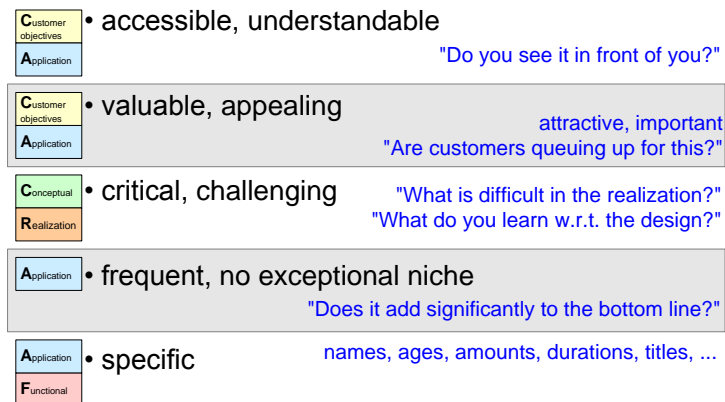 Customer
objectives
Application
• accessible, understandable
"Do you see it in front of you?"
Customer
objectives
Application
• valuable, appealing
attractive, important
"Are customers queuing up for this?"
Conceptual
Realization
• critical, challenging
"What is difficult in the realization?"
"What do you learn w.r.t. the design?"
Application
• frequent, no exceptional niche
"Does it add significantly to the bottom line?"
Application
Functional
• specific
names, ages, amounts, durations, titles, ...